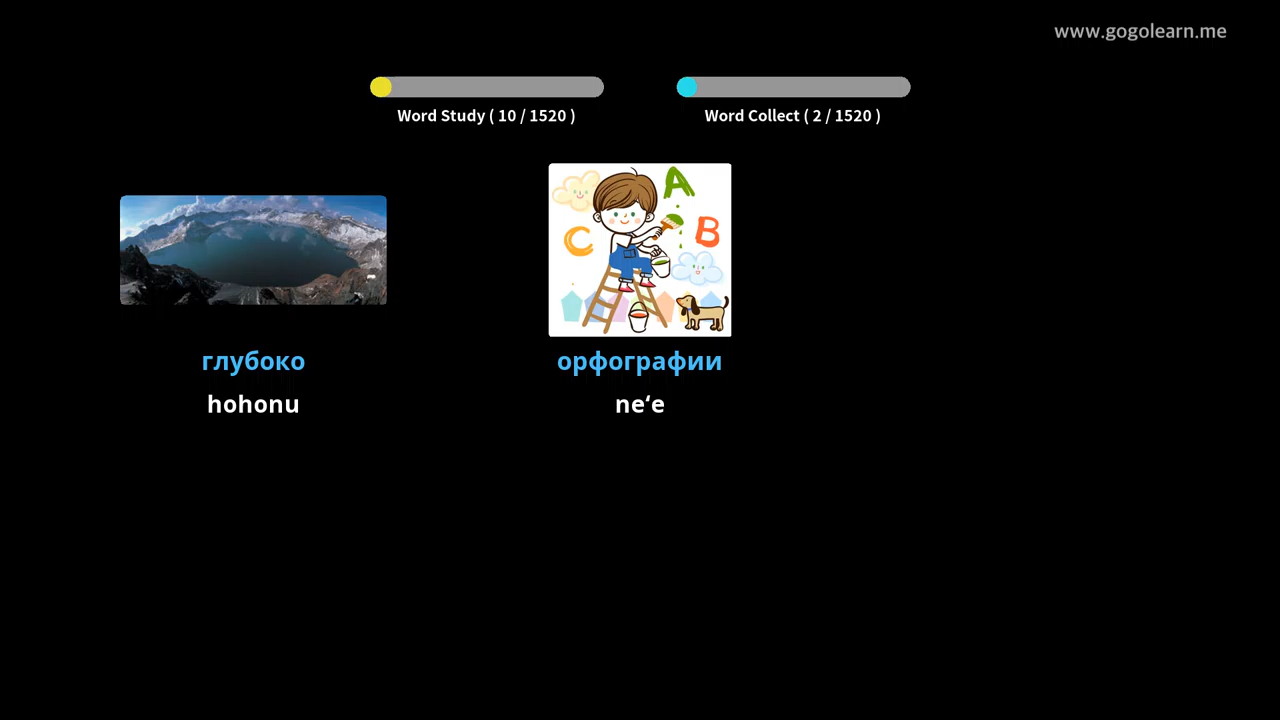 www.gogolearn.me
Word Study ( 10 / 1520 )
Word Collect ( 2 / 1520 )
A
B
C
глубоко
орфографии
hohonu
neʻe